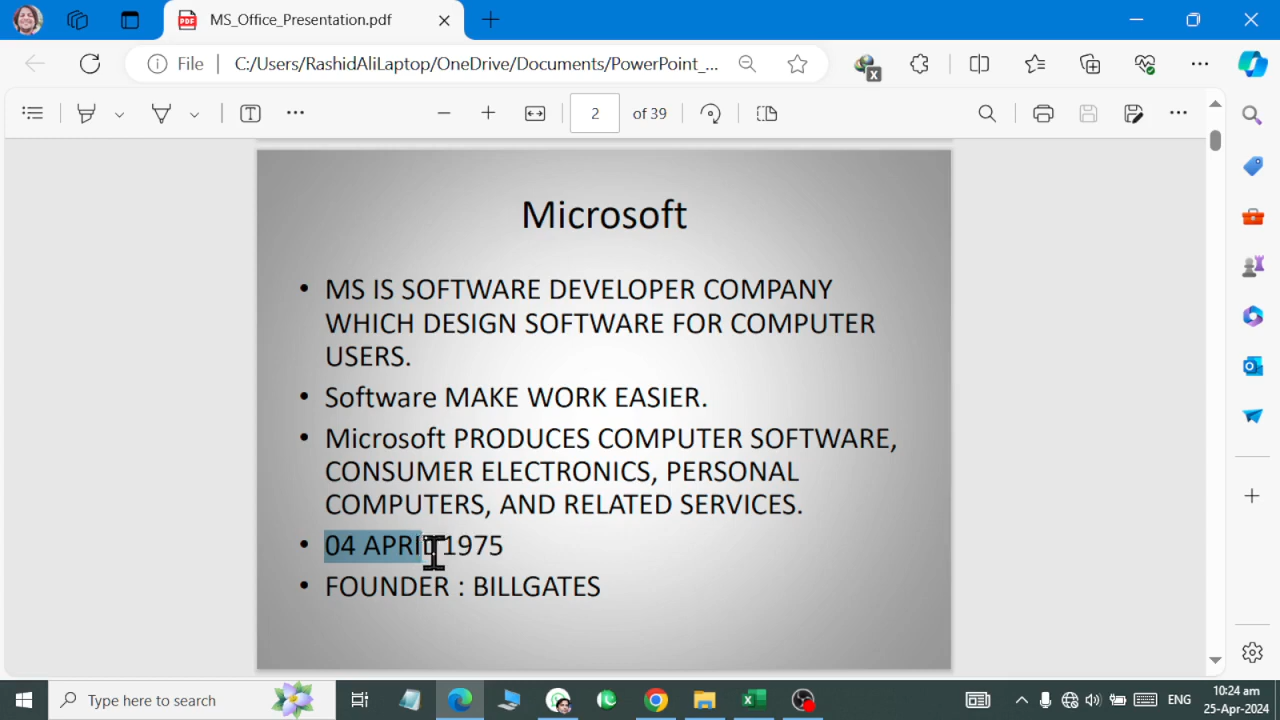 MS_Office_Presentation.pdf
File
C:/Users/RashidAliLaptop/OneDrive/Documents/PowerPoint_...
2 of 39
Microsoft
• MS IS SOFTWARE DEVELOPER COMPANY
WHICH DESIGN SOFTWARE FOR COMPUTER
USERS.
• Software MAKE WORK EASIER.
• Microsoft PRODUCES COMPUTER SOFTWARE,
CONSUMER ELECTRONICS, PERSONAL
COMPUTERS, AND RELATED SERVICES.
• 04 APRIL 1975
• FOUNDER : BILLGATES
Type here to search
ENG
10:24 am
25-Apr-2024